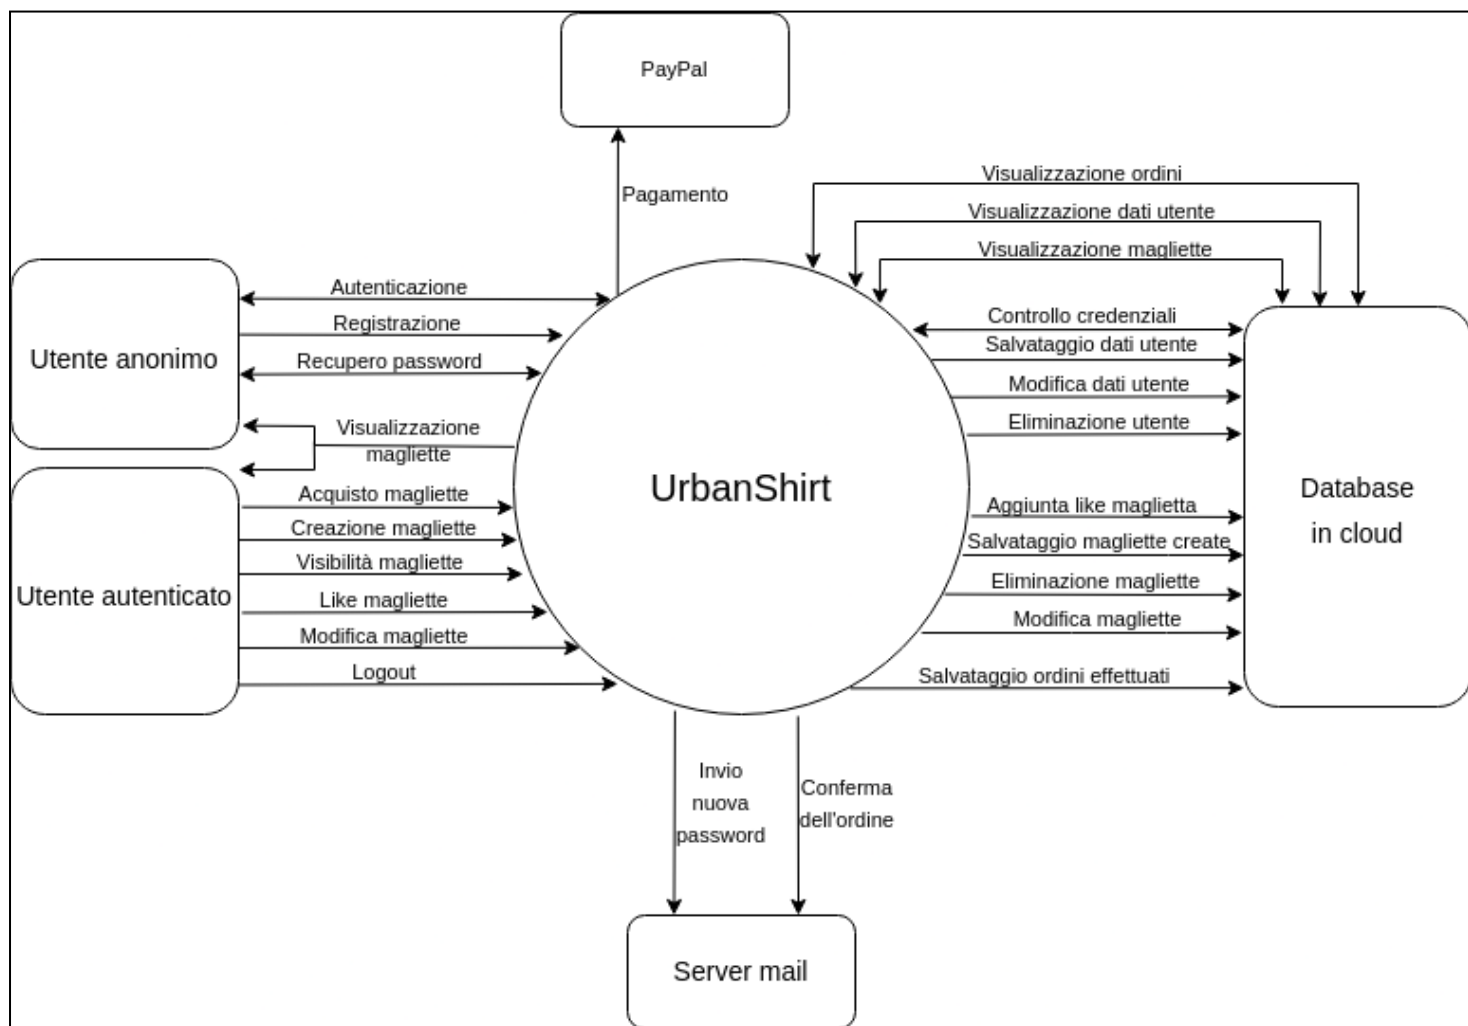 PayPal
Pagamento
Visualizzazione ordini
Visualizzazione dati utente
Visualizzazione magliette
Autenticazione
Registrazione
Recupero password
Utente anonimo
Visualizzazione
magliette
Utente autenticato
Acquisto magliette
Creazione magliette
Visibilità magliette
Like magliette
Modifica magliette
Logout
UrbanShirt
Controllo credenziali
Salvataggio dati utente
Modifica dati utente
Eliminazione utente
Aggiunta like maglietta
Salvataggio magliette create
Eliminazione magliette
Modifica magliette
Salvataggio ordini effettuati
Database
in cloud
Invio
nuova
password
Conferma
dell'ordine
Server mail